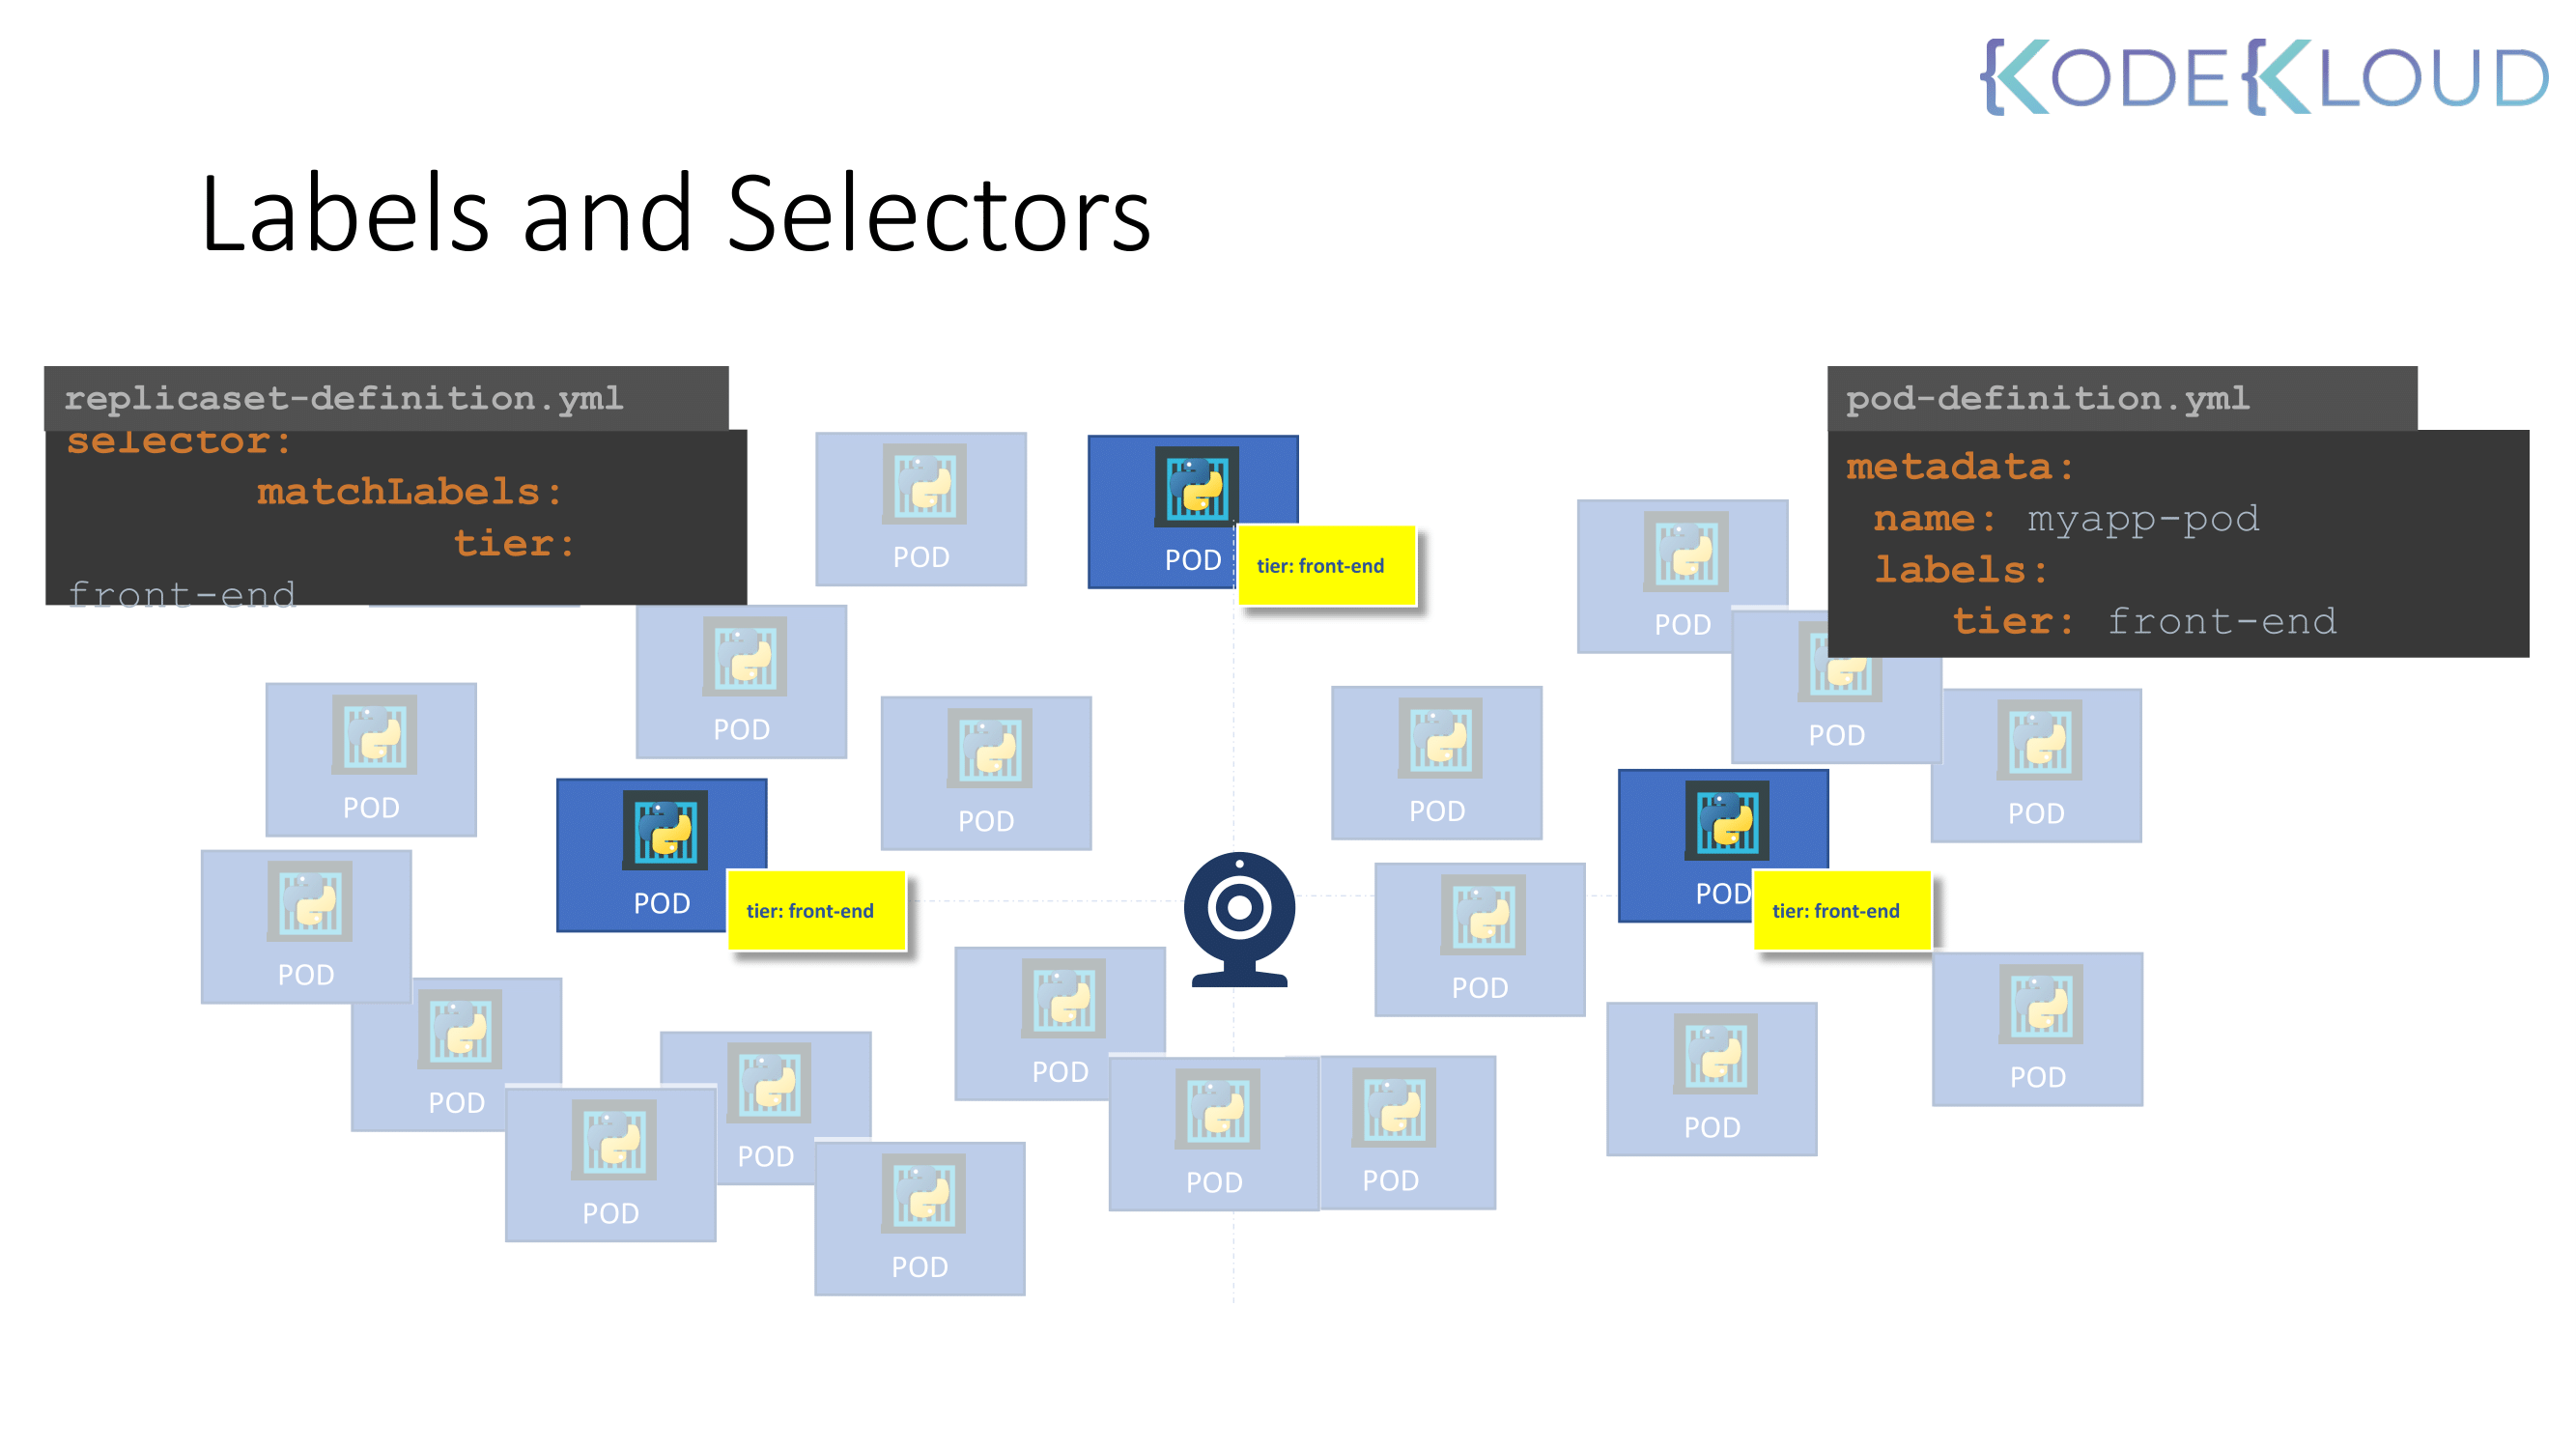 {KODE{KLOUD
Labels and Selectors
replicaset-definition.yml
selector:
matchLabels:
tier:
front-end
pod-definition.yml
metadata:
name: myapp-pod
labels:
tier: front-end
POD
POD
tier: front-end
POD
POD
POD
POD
POD
POD
POD
POD
POD
tier: front-end
POD
tier: front-end
POD
POD
POD
POD
POD
POD
POD
POD
POD
POD
POD
POD